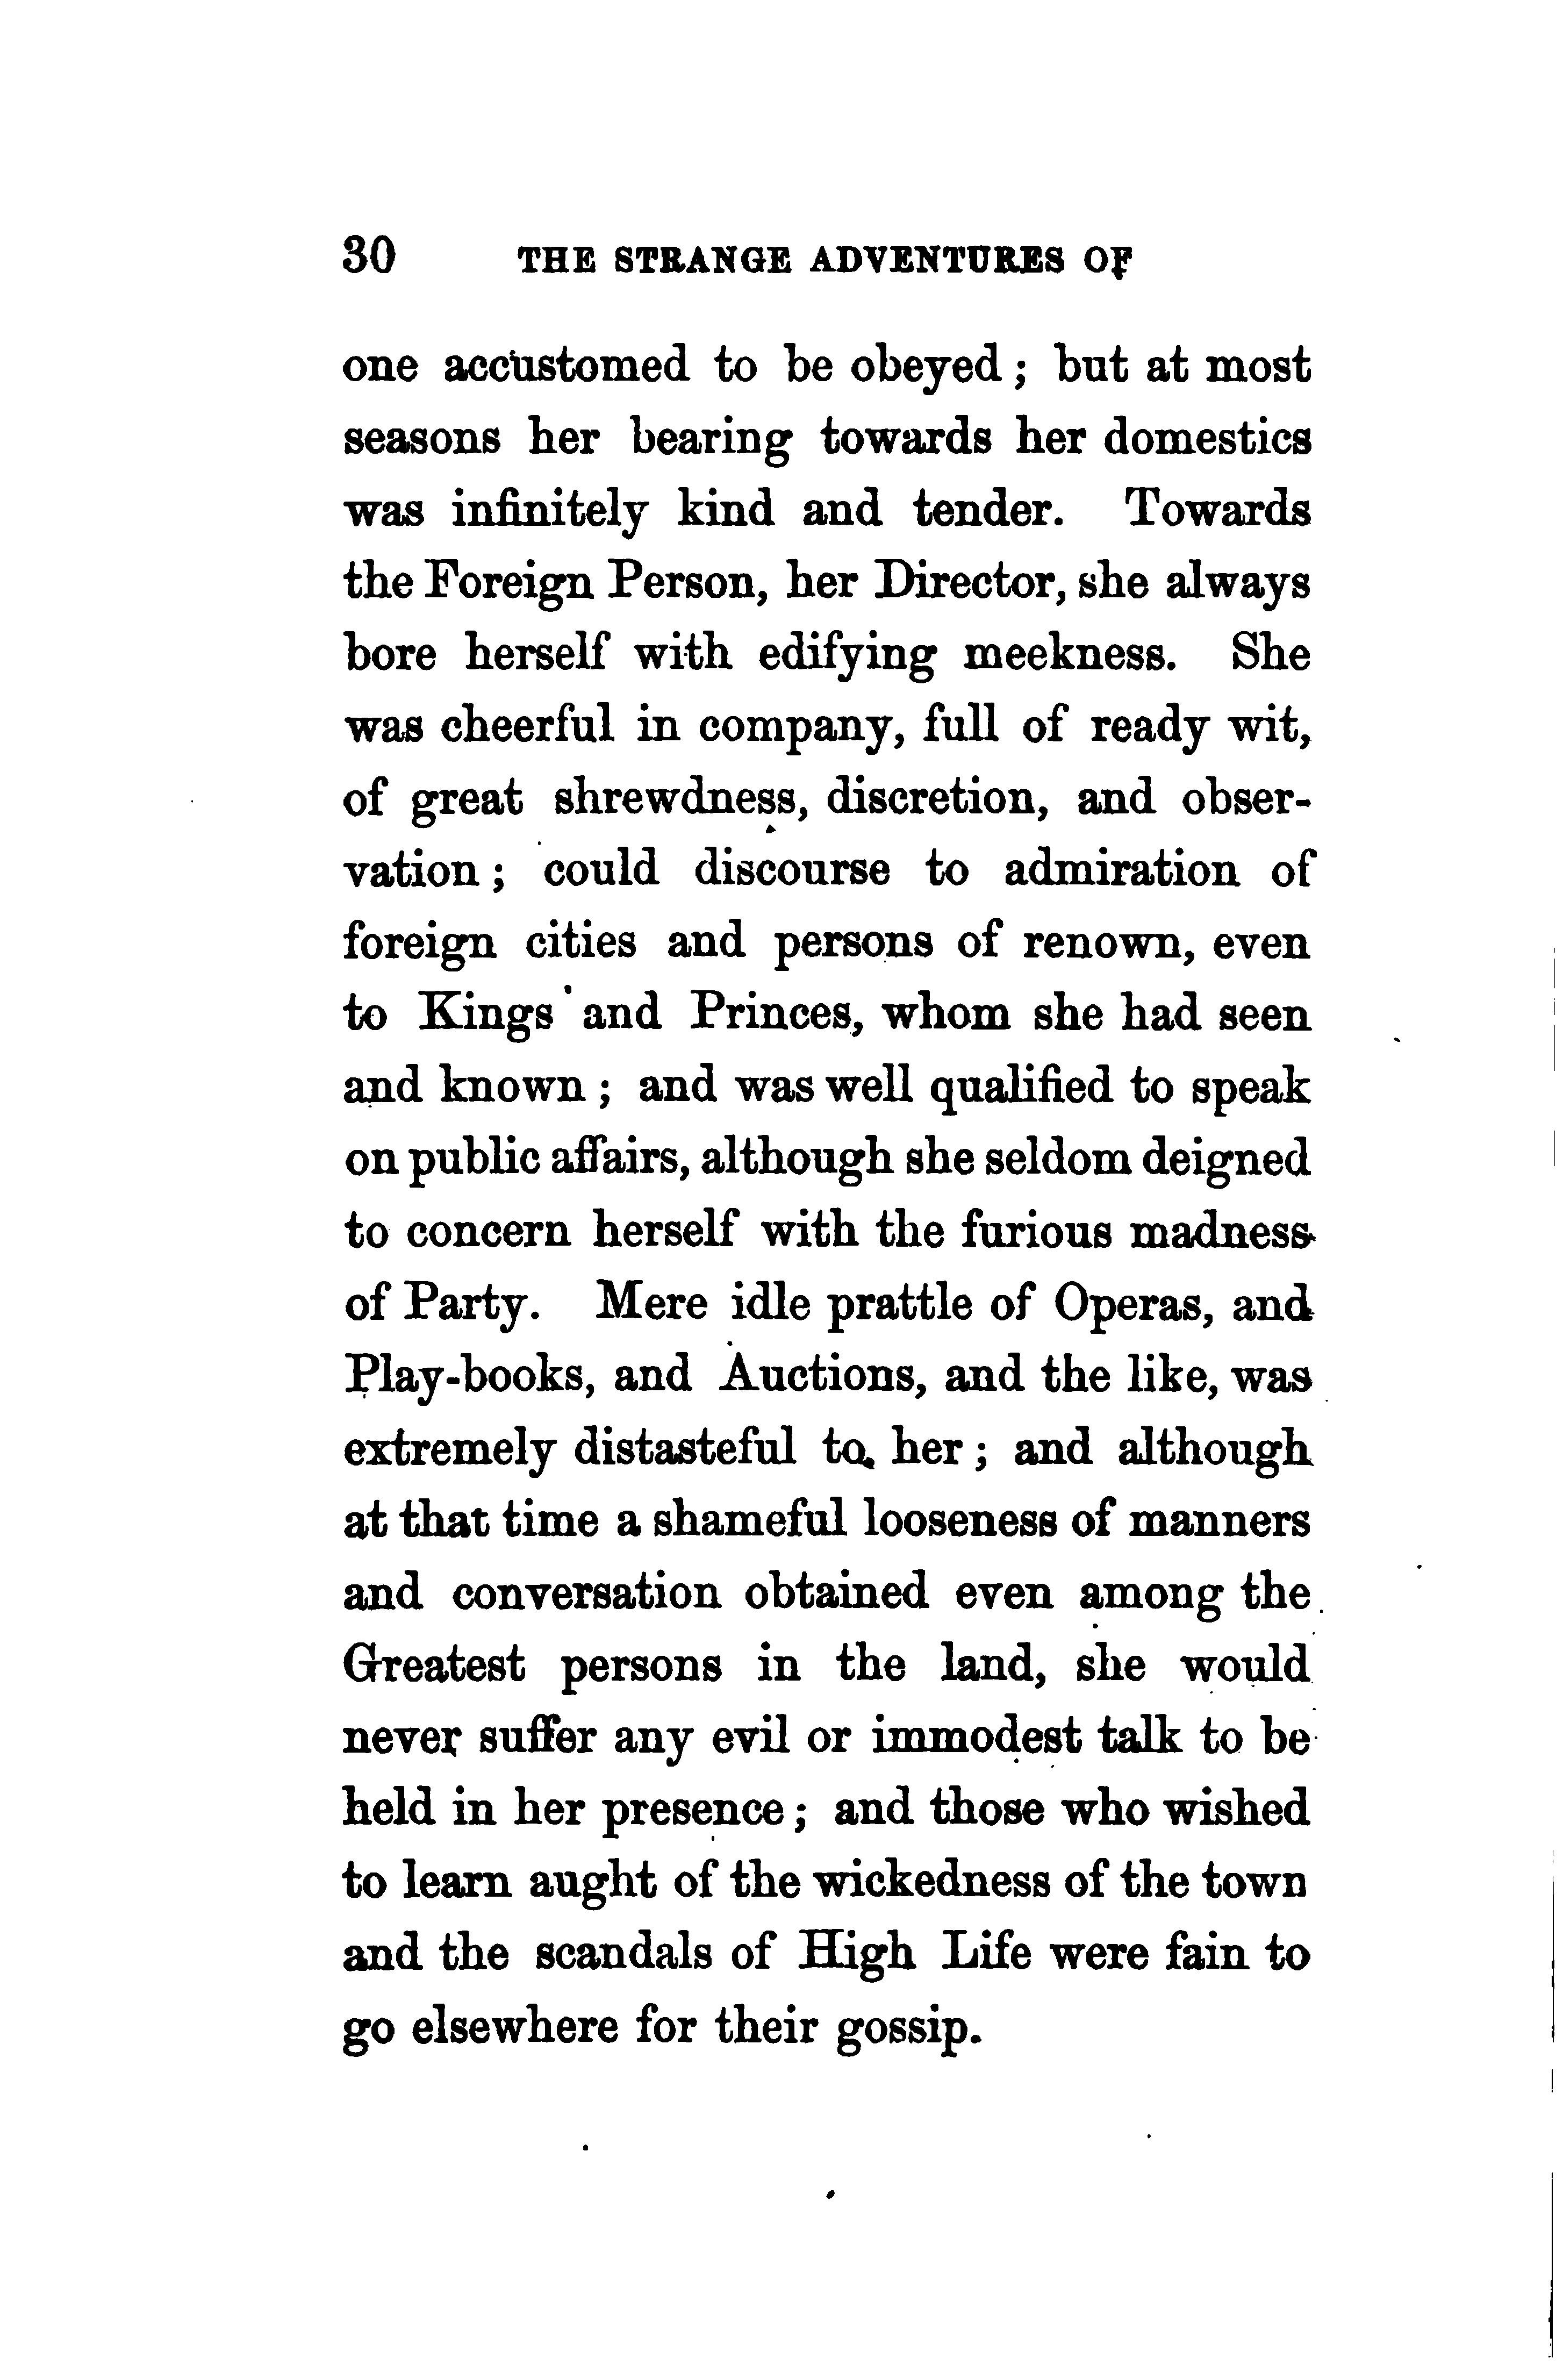 30 THE STRANGE ADVENTURES OF
one accustomed to be obeyed; but at most
seasons her bearing towards her domestics
was infinitely kind and tender. Towards
the Foreign Person, her Director, she always
bore herself with edifying meekness. She
was cheerful in company, full of ready wit,
of great shrewdness, discretion, and obser-
vation; could discourse to admiration of
foreign cities and persons of renown, even
to Kings and Princes, whom she had seen
and known; and was well qualified to speak
on public affairs, although she seldom deigned
to concern herself with the furious madness
of Party. Mere idle prattle of Operas, and
Play-books, and Auctions, and the like, was
extremely distasteful to her; and although
at that time a shameful looseness of manners
and conversation obtained even among the
Greatest persons in the land, she would
never suffer any evil or immodest talk to be
held in her presence; and those who wished
to learn aught of the wickedness of the town
and the scandals of High Life were fain to
go elsewhere for their gossip.